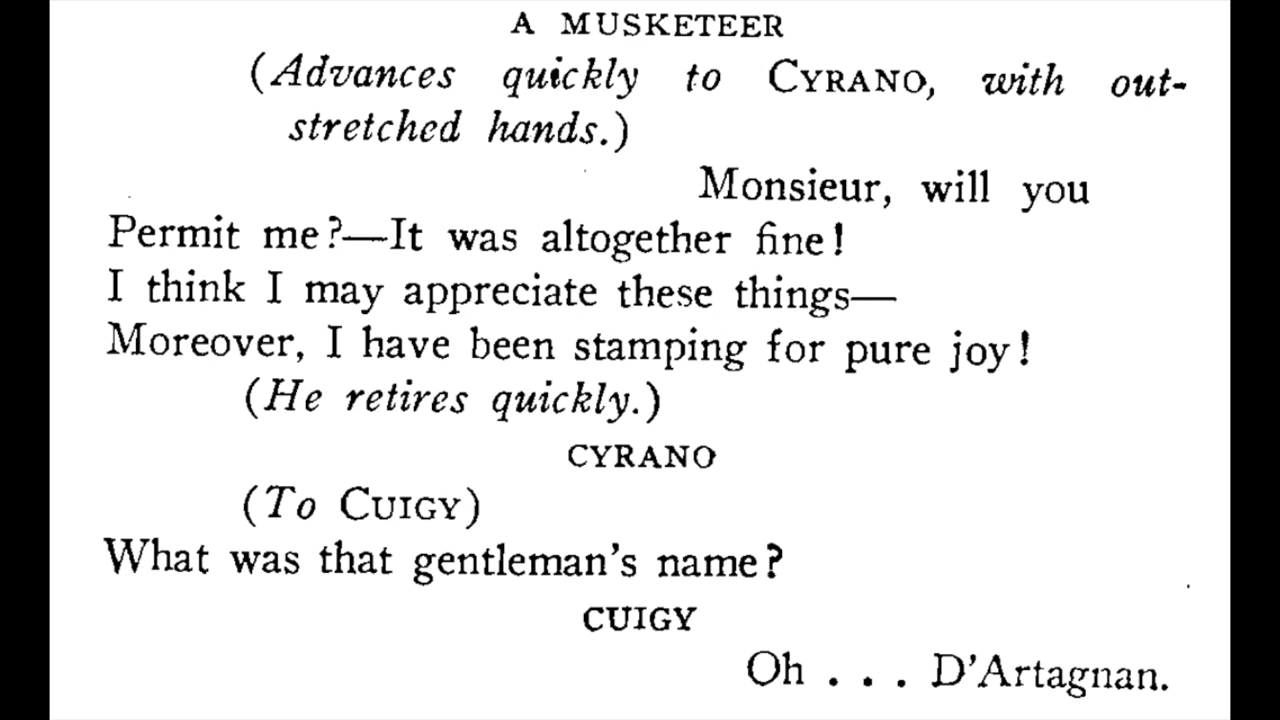 A MUSKETEER
(Advances quickly to CYRANO, with out-
stretched hands.)
Monsieur, will you
Permit me?—It was altogether fine!
I think I may appreciate these things—
Moreover, I have been stamping for pure joy!
(He retires quickly.)
CYRANO
(To CUIGY)
What was that gentleman's name?
CUIGY
Oh . . . D'Artagnan.